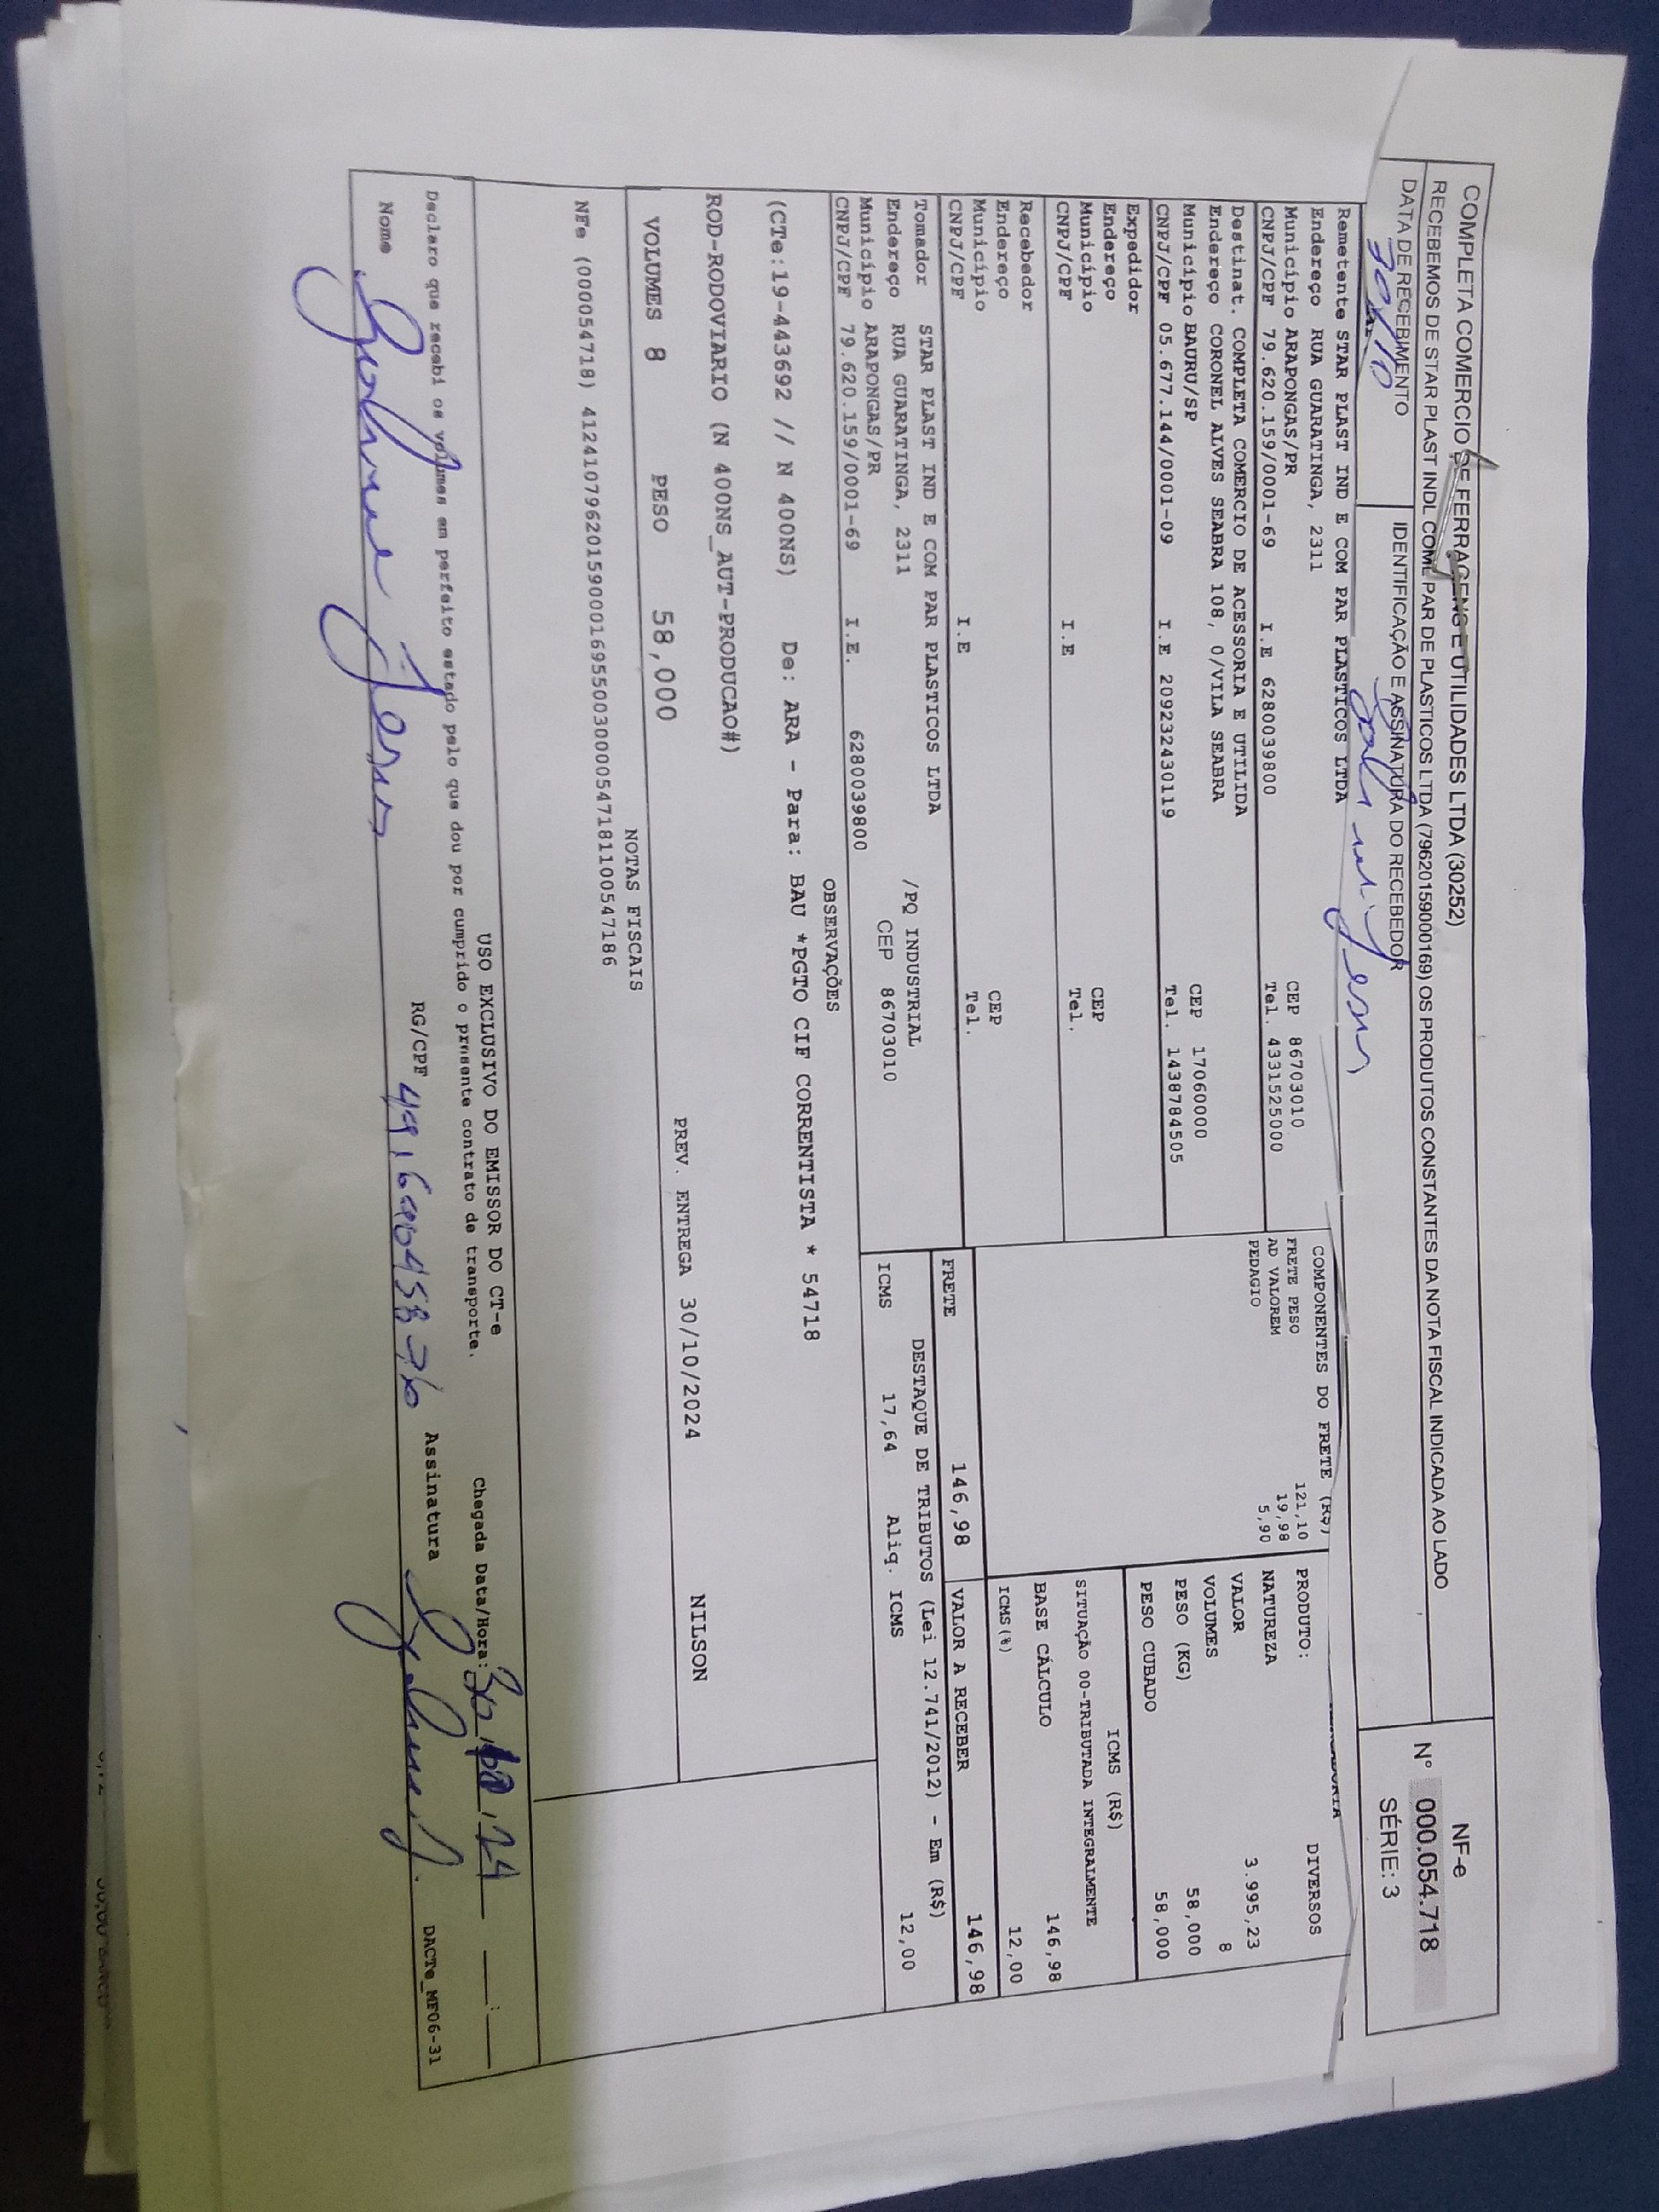 COMPLETA COMERCIO DE FERRAGENS E UTILIDADES LTDA (30252)
RECEBEMOS DE STAR PLAST INDL COML PAR DE PLASTICOS LTDA (79620159000169) OS PRODUTOS CONSTANTES DA NOTA FISCAL INDICADA AO LADO
DATA DE RECEBIMENTO
30/10
IDENTIFICAÇÃO E ASSINATURA DO RECEBEDOR
NF-e
N° 000.054.718
SÉRIE: 3
Remetente STAR PLAST IND E COM PAR PLASTICOS LTDA
Endereço RUA GUARATINGA, 2311
Município ARAPONGAS/PR CEP 86703010
CNPJ/CPF 79.620.159/0001-69 I.E 6280039800 Tel. 4331525000
Destinat. COMPLETA COMERCIO DE ACESSORIA E UTILIDA
Endereço CORONEL ALVES SEABRA 108, 0/VILA SEABRA
Município BAURU/SP CEP 17060000
CNPJ/CPF 05.677.144/0001-09 I.E 209232430119 Tel. 1438784505
Expedidor
Endereço
Município CEP
CNPJ/CPF I.E Tel.
Recebedor
Endereço
Município CEP
CNPJ/CPF I.E Tel.
COMPONENTES DO FRETE (R$)
FRETE PESO 121,10
AD VALOREM 19,98
PEDAGIO 5,90
PRODUTO: DIVERSOS
NATUREZA
VALOR 3.995,23
VOLUMES 8
PESO (KG) 58,000
PESO CUBADO 58,000
ICMS (R$)
SITUAÇÃO 00-TRIBUTADA INTEGRALMENTE
BASE CÁLCULO 146,98
ICMS(%) 12,00
FRETE 146,98 VALOR A RECEBER 146,98
Tomador STAR PLAST IND E COM PAR PLASTICOS LTDA
Endereço RUA GUARATINGA, 2311 /PQ INDUSTRIAL
Município ARAPONGAS/PR CEP 86703010
CNPJ/CPF 79.620.159/0001-69 I.E. 6280039800
DESTAQUE DE TRIBUTOS (Lei 12.741/2012) - Em (R$)
ICMS 17,64 Aliq. ICMS 12,00
OBSERVAÇÕES
(CTe:19-443692 // N 400NS) De: ARA - Para: BAU *PGTO CIF CORRENTISTA * 54718
ROD-RODOVIARIO (N 400NS_AUT-PRODUCAO#)
VOLUMES 8 PESO 58,000 PREV. ENTREGA 30/10/2024 NILSON
NOTAS FISCAIS
NFe (000054718) 41241079620159000169550030000547181100547186
USO EXCLUSIVO DO EMISSOR DO CT-e
Declaro que recebi os volumes em perfeito estado pelo que dou por cumprido o presente contrato de transporte.
Chegada Data/Hora: 30/10/24 __:__
Nome
RG/CPF
Assinatura
DACTe_MF06-31